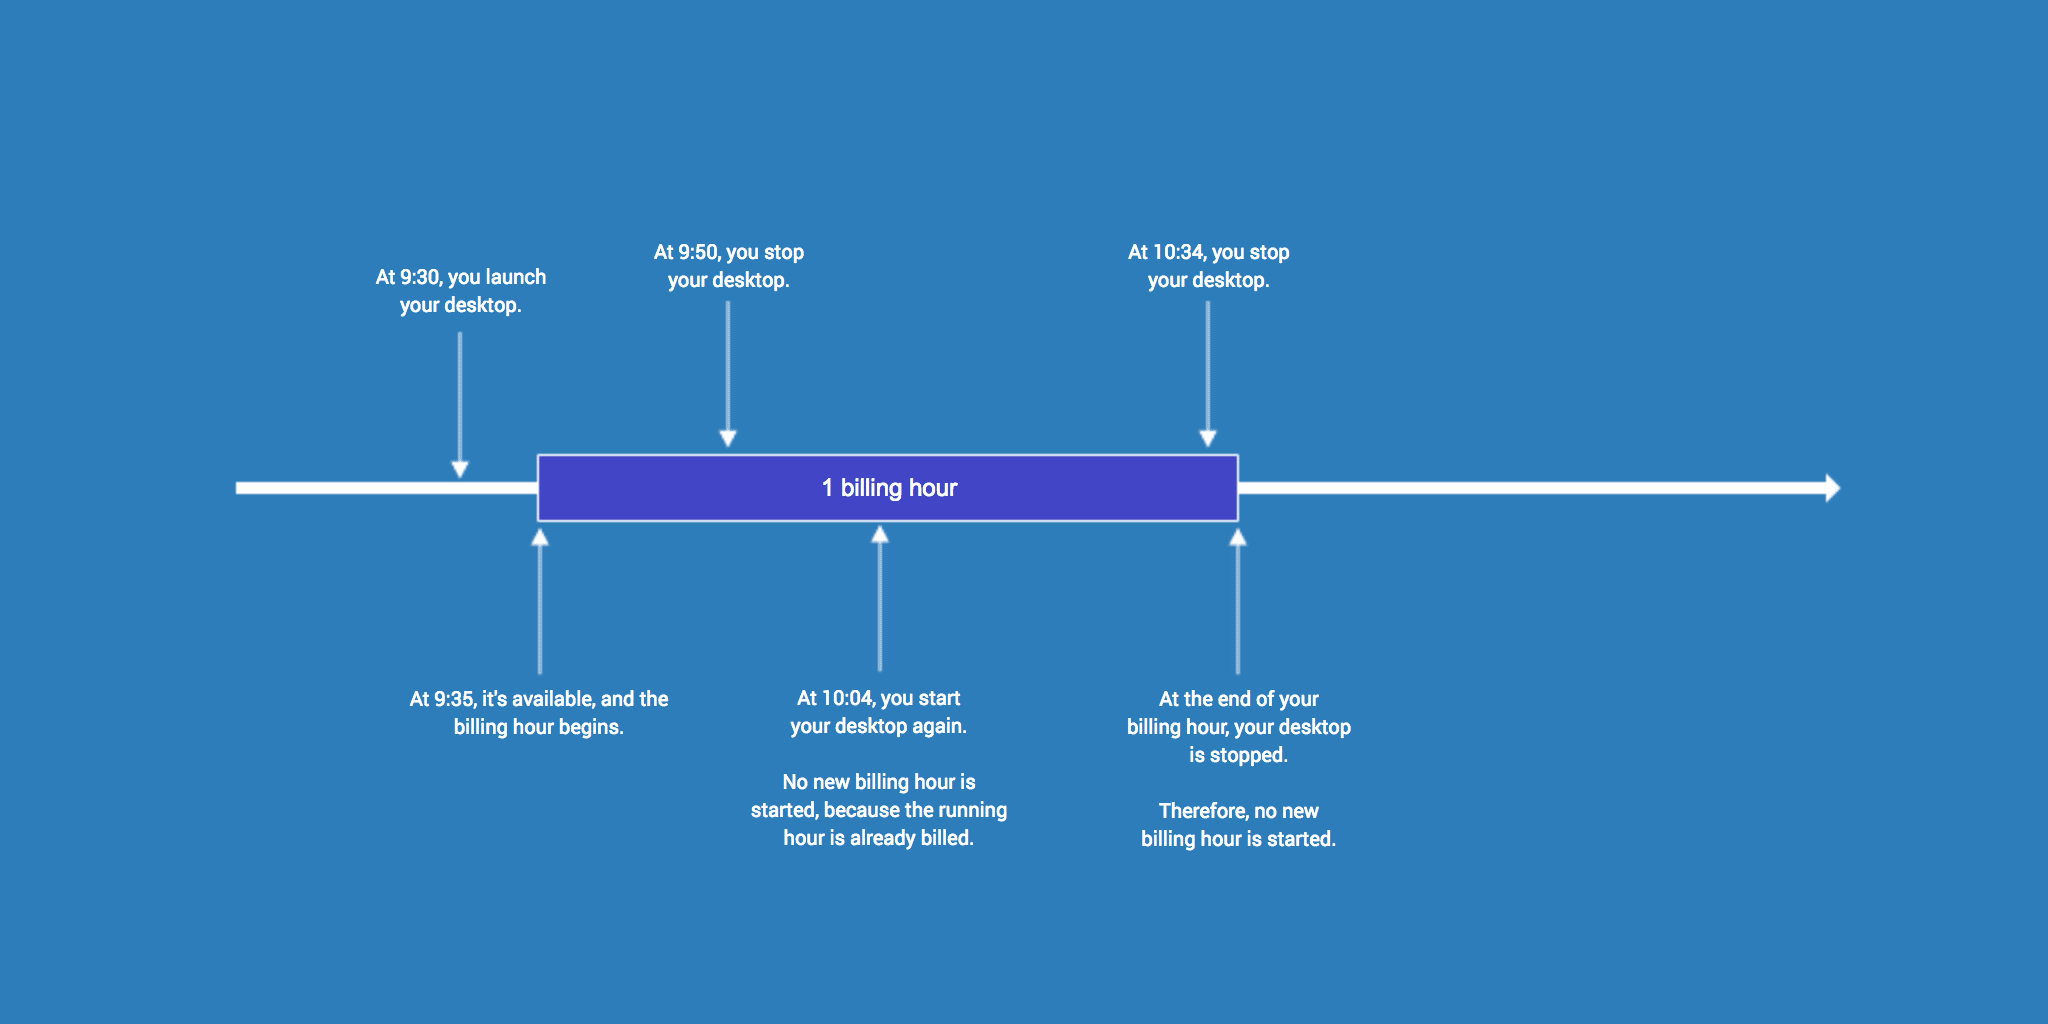 At 9:30, you launch
your desktop.
At 9:50, you stop
your desktop.
At 10:34, you stop
your desktop.
1 billing hour
At 9:35, it's available, and the
billing hour begins.
At 10:04, you start
your desktop again.
No new billing hour is
started, because the running
hour is already billed.
At the end of your
billing hour, your desktop
is stopped.
Therefore, no new
billing hour is started.